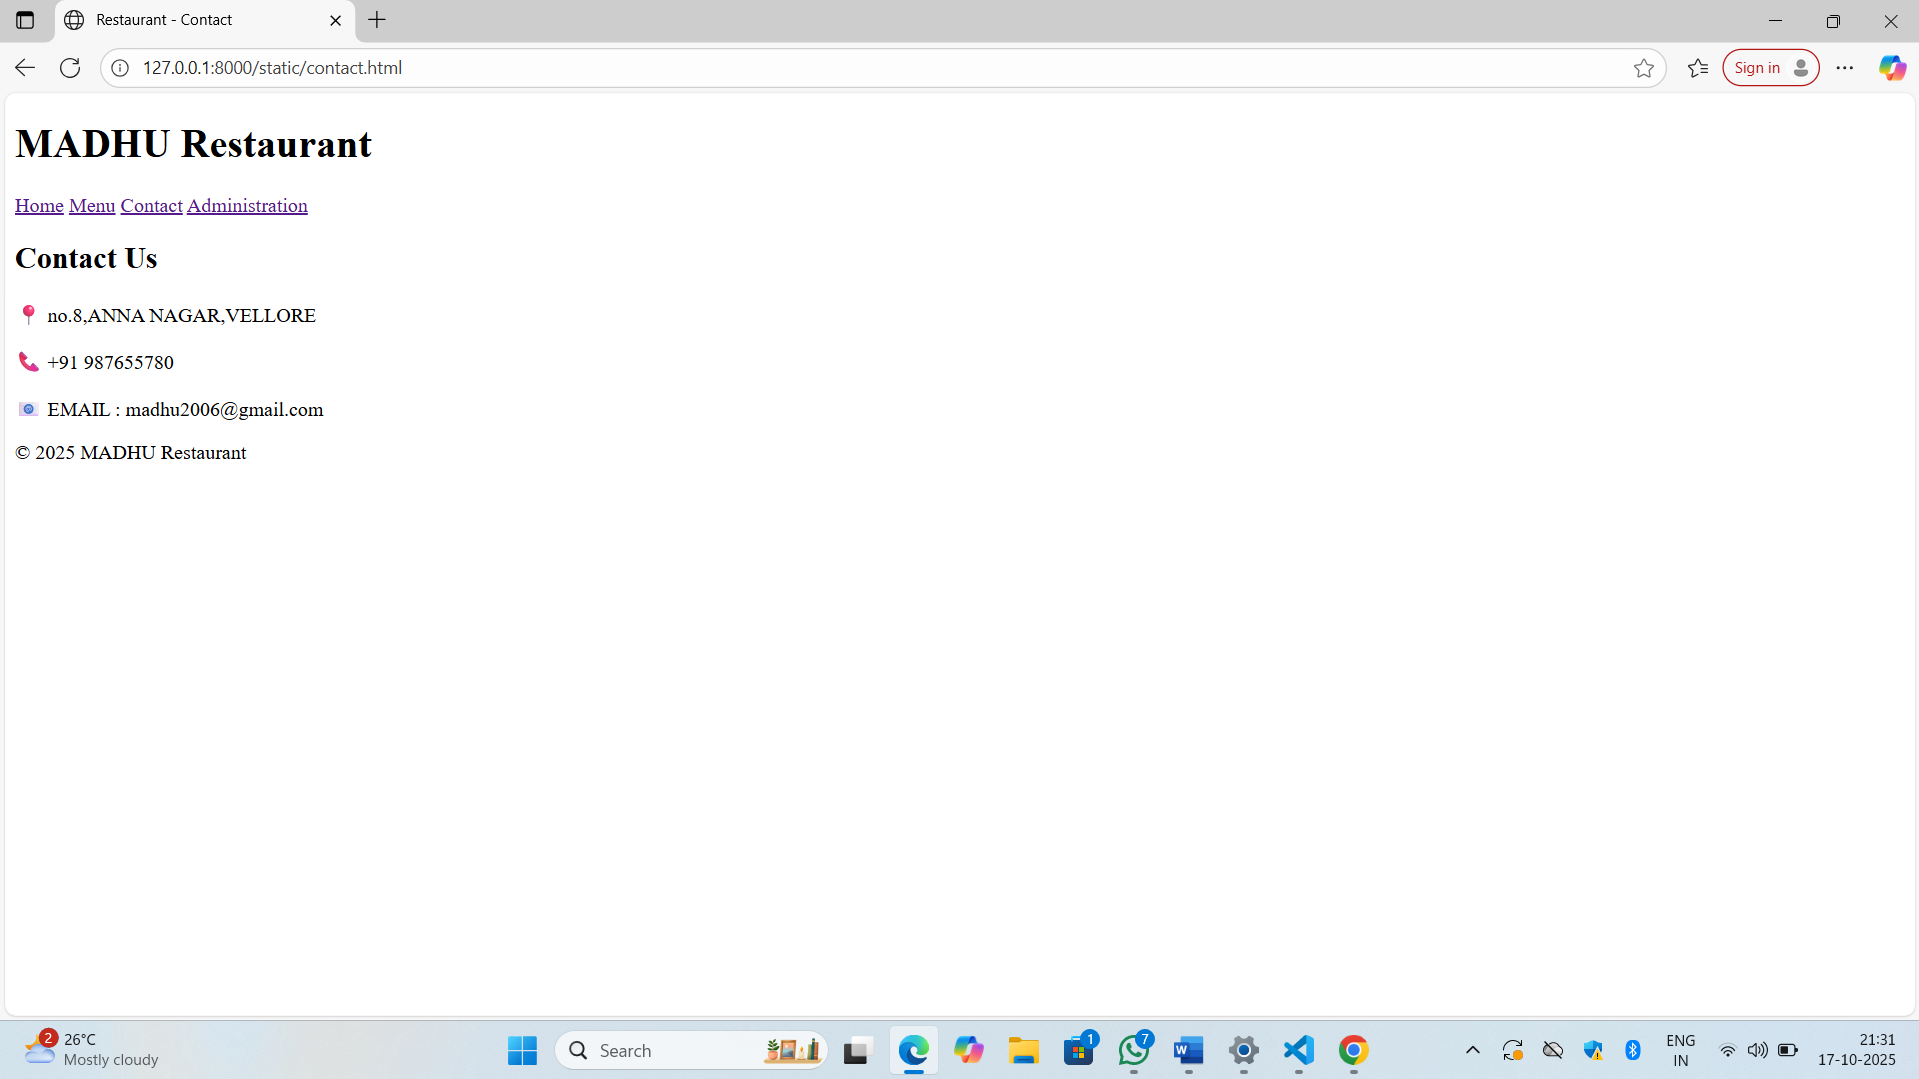 Restaurant - Contact
127.0.0.1:8000/static/contact.html
Sign in
MADHU Restaurant
Home Menu Contact Administration
Contact Us
no.8,ANNA NAGAR,VELLORE
+91 987655780
EMAIL : madhu2006@gmail.com
© 2025 MADHU Restaurant
2
26°C
Mostly cloudy
Search
1
7
W
ENG
IN
21:31
17-10-2025